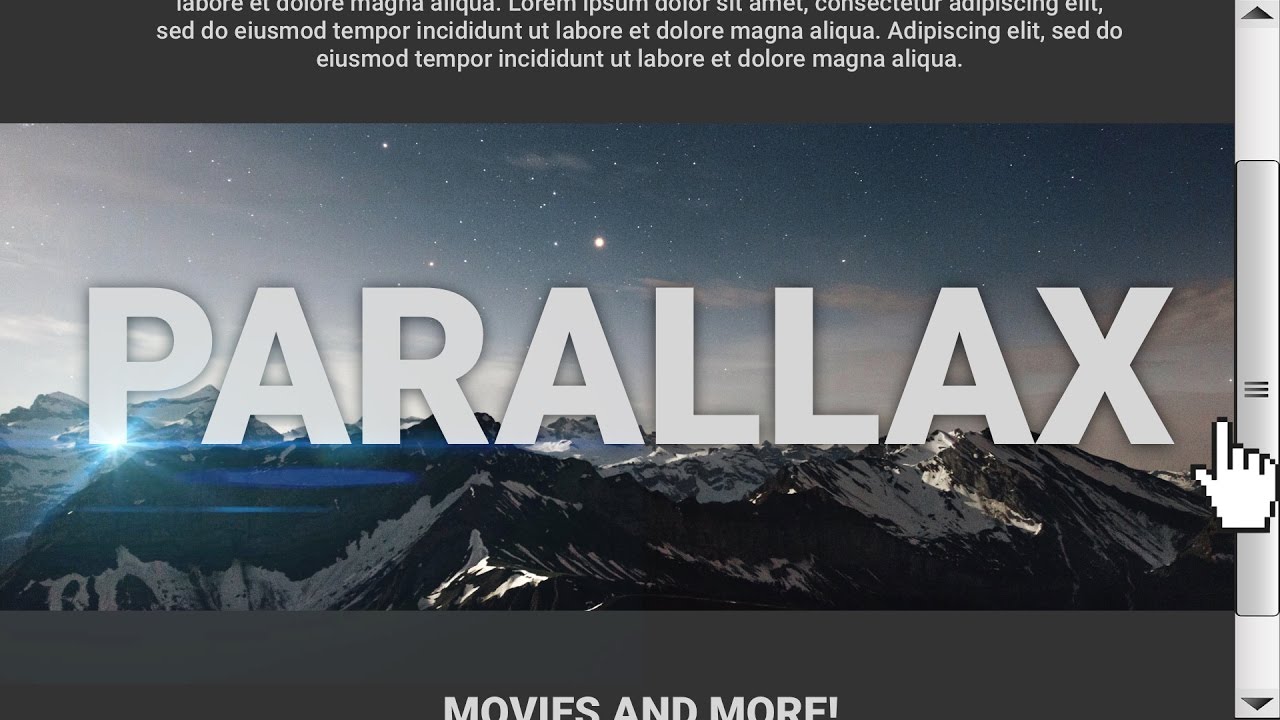 labore et dolore magna aliqua. Lorem ipsum dolor sit amet, consectetur adipiscing elit,
sed do eiusmod tempor incididunt ut labore et dolore magna aliqua. Adipiscing elit, sed do
eiusmod tempor incididunt ut labore et dolore magna aliqua.
PARALLAX
MOVIES AND MORE!